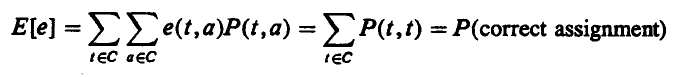 E[e] = ∑_{t∈C} ∑_{a∈C} e(t,a)P(t,a) = ∑_{t∈C} P(t,t) = P(correct assignment)